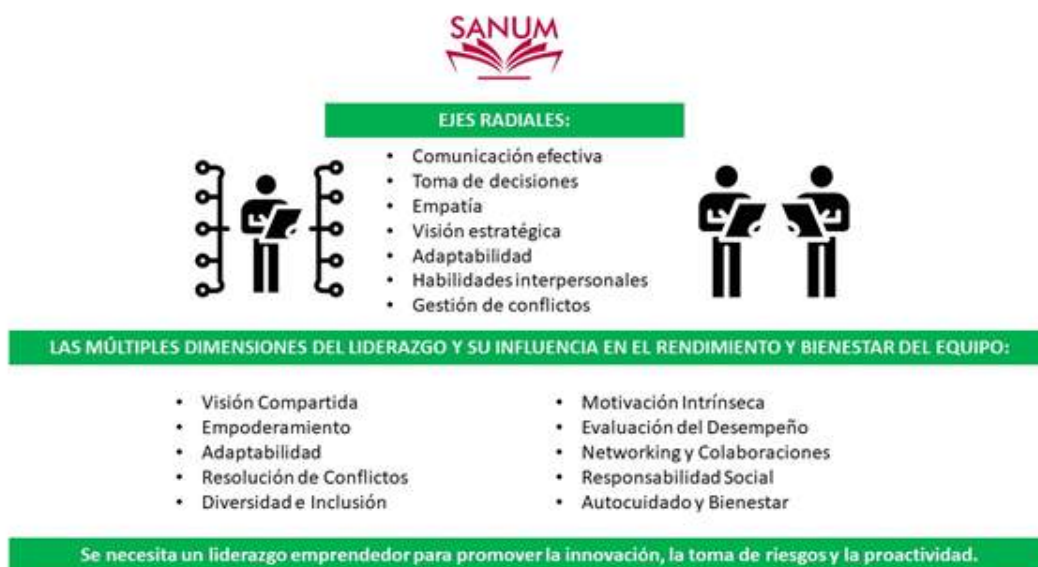 SANUM
EJES RADIALES:
• Comunicación efectiva
• Toma de decisiones
• Empatía
• Visión estratégica
• Adaptabilidad
• Habilidades interpersonales
• Gestión de conflictos
LAS MÚLTIPLES DIMENSIONES DEL LIDERAZGO Y SU INFLUENCIA EN EL RENDIMIENTO Y BIENESTAR DEL EQUIPO:
• Visión Compartida
• Empoderamiento
• Adaptabilidad
• Resolución de Conflictos
• Diversidad e Inclusión
• Motivación Intrínseca
• Evaluación del Desempeño
• Networking y Colaboraciones
• Responsabilidad Social
• Autocuidado y Bienestar
Se necesita un liderazgo emprendedor para promover la innovación, la toma de riesgos y la proactividad.